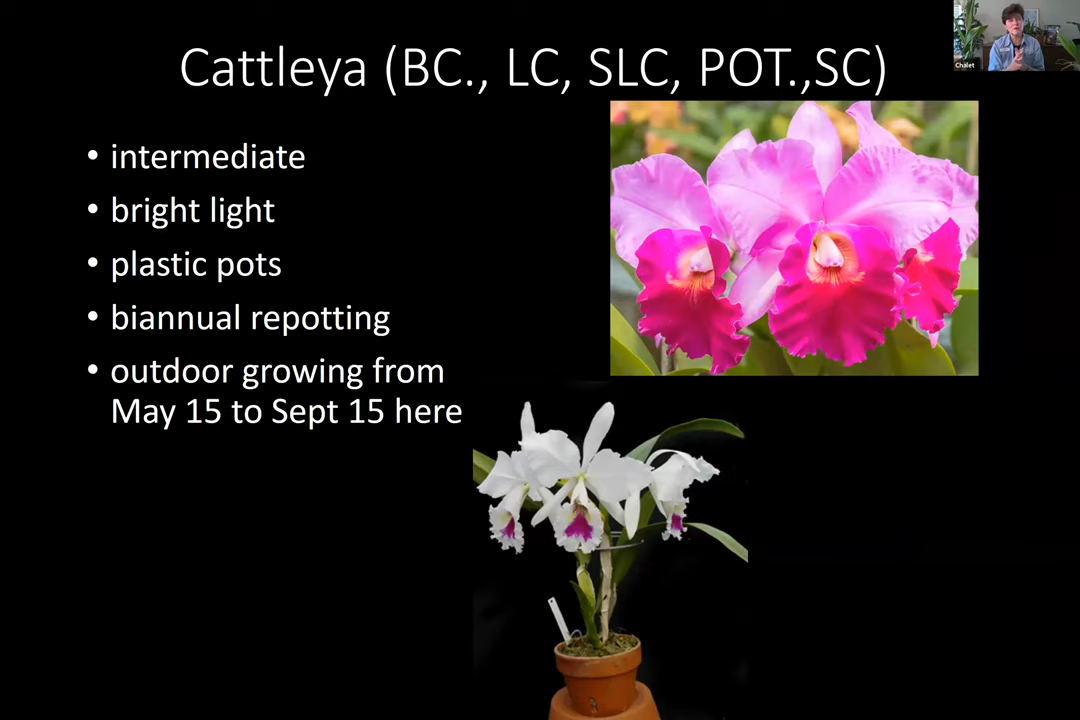 Cattleya (BC., LC, SLC, POT.,SC)
Chalet
• intermediate
• bright light
• plastic pots
• biannual repotting
• outdoor growing from
May 15 to Sept 15 here